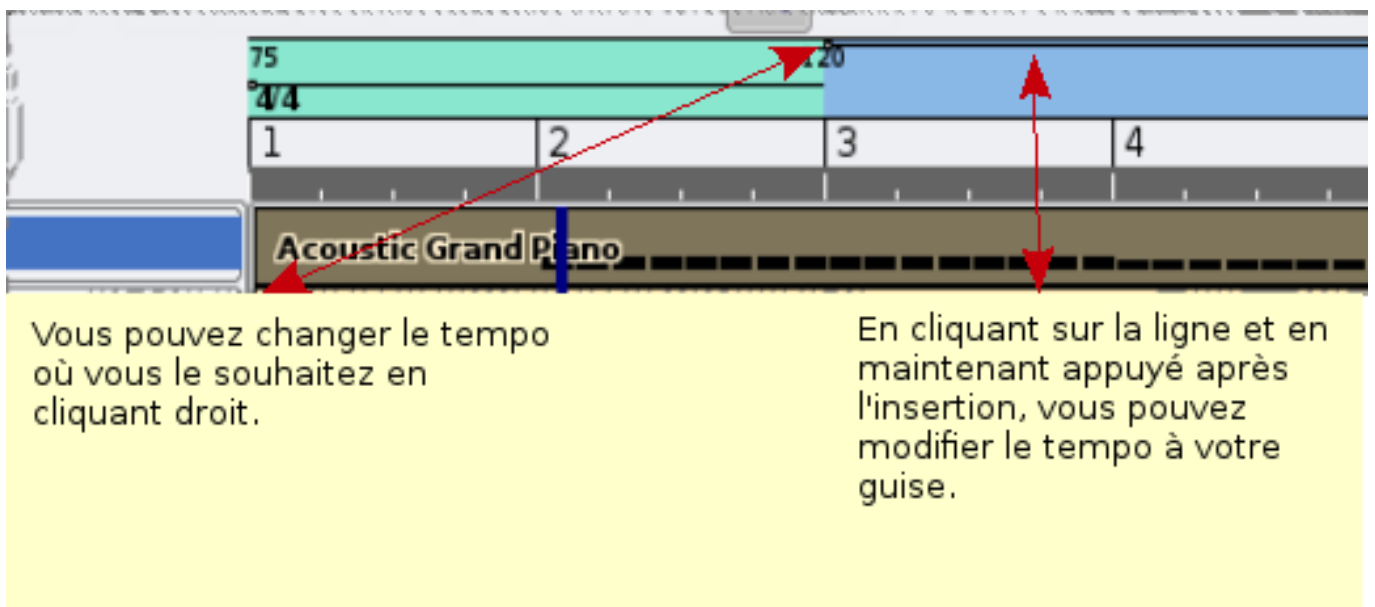 75
120
4/4
1 2 3 4
Acoustic Grand Piano
Vous pouvez changer le tempo
où vous le souhaitez en
cliquant droit.
En cliquant sur la ligne et en
maintenant appuyé après
l'insertion, vous pouvez
modifier le tempo à votre
guise.